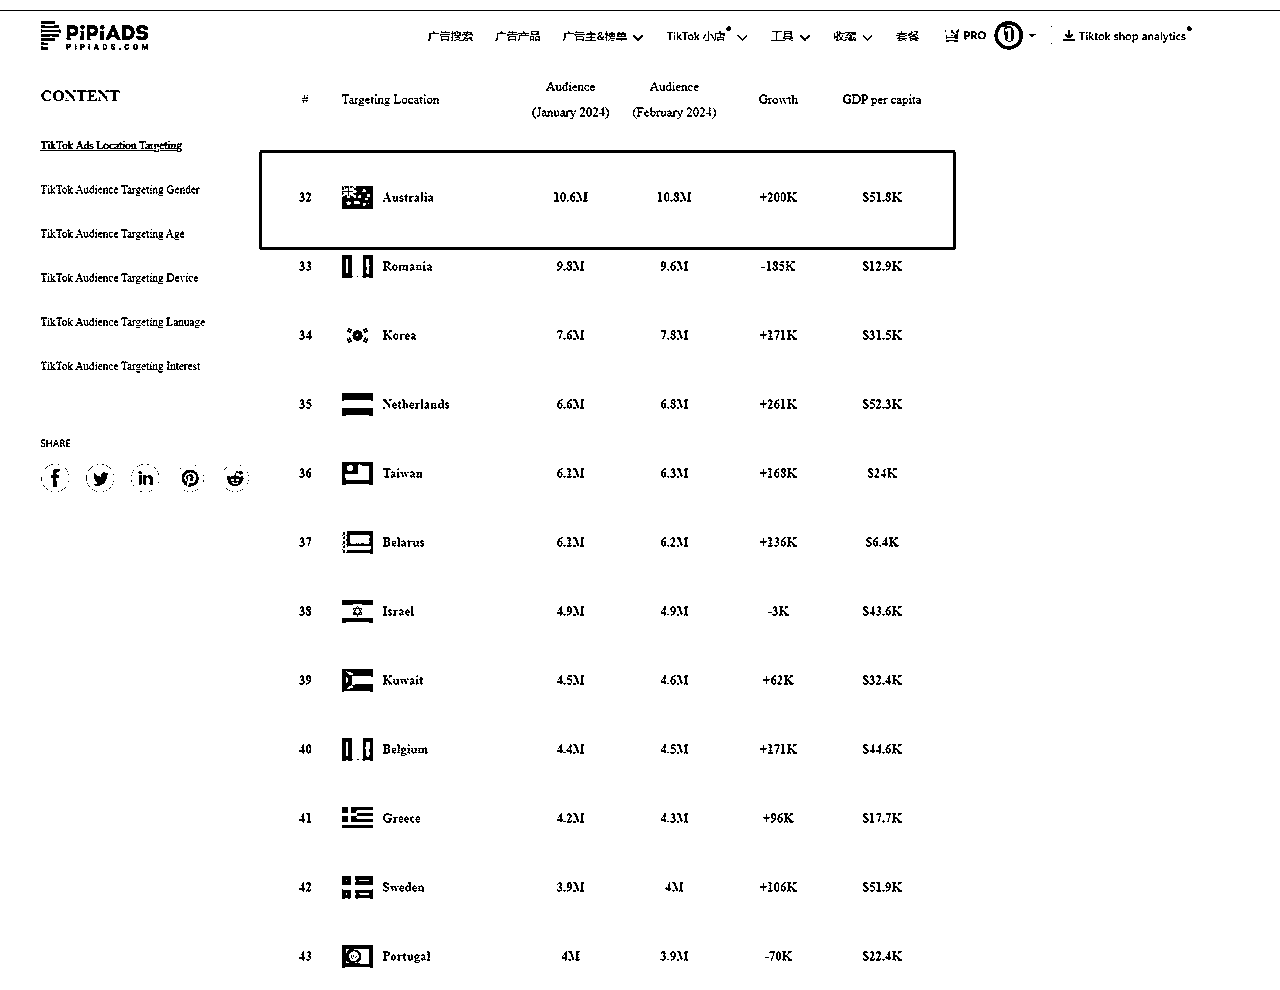 PiPiADS
PIPIADS.COM
广告搜索 广告产品 广告主&榜单 TikTok 小店 工具 收藏 套餐 PRO Tiktok shop analytics
CONTENT
TikTok Ads Location Targeting
TikTok Audience Targeting Gender
TikTok Audience Targeting Age
TikTok Audience Targeting Device
TikTok Audience Targeting Lanuage
TikTok Audience Targeting Interest
SHARE
# Targeting Location Audience (January 2024) Audience (February 2024) Growth GDP per capita
32 Australia 10.6M 10.8M +200K $51.8K
33 Romania 9.8M 9.6M -185K $12.9K
34 Korea 7.6M 7.8M +171K $31.5K
35 Netherlands 6.6M 6.8M +261K $52.3K
36 Taiwan 6.1M 6.3M +168K $24K
37 Belarus 6.1M 6.2M +136K $6.4K
38 Israel 4.9M 4.9M -3K $43.6K
39 Kuwait 4.5M 4.6M +62K $32.4K
40 Belgium 4.4M 4.5M +171K $44.6K
41 Greece 4.2M 4.3M +96K $17.7K
42 Sweden 3.9M 4M +106K $51.9K
43 Portugal 4M 3.9M -70K $22.4K